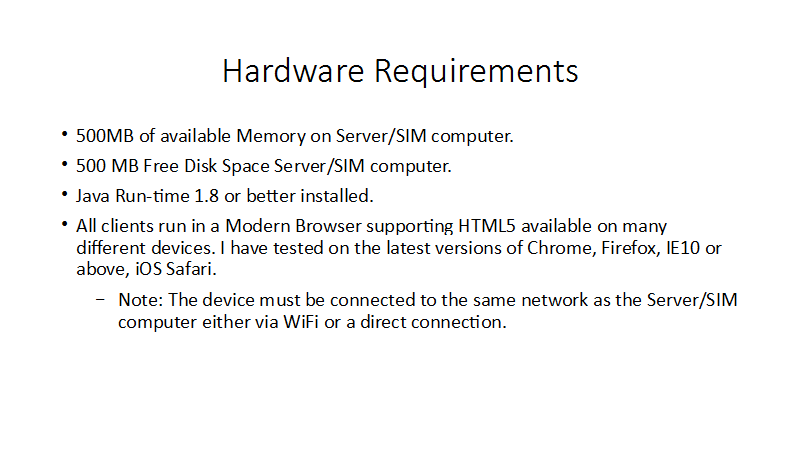 Hardware Requirements
• 500MB of available Memory on Server/SIM computer.
• 500 MB Free Disk Space Server/SIM computer.
• Java Run-time 1.8 or better installed.
• All clients run in a Modern Browser supporting HTML5 available on many
different devices. I have tested on the latest versions of Chrome, Firefox, IE10 or
above, iOS Safari.
– Note: The device must be connected to the same network as the Server/SIM
computer either via WiFi or a direct connection.